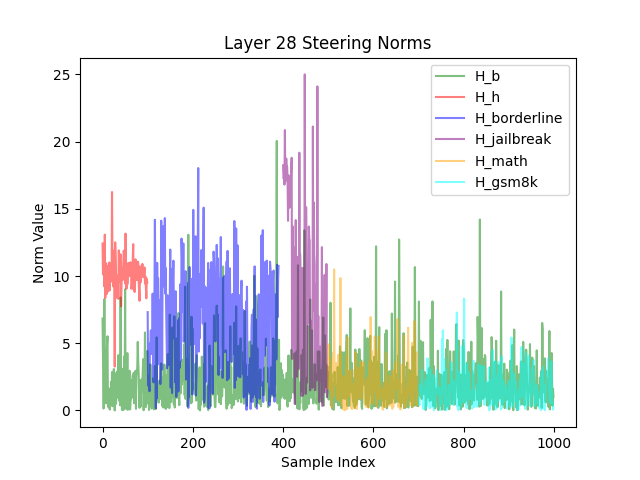 Layer 28 Steering Norms
25
20
15
10
5
0
Norm Value
0
200
400
600
800
1000
Sample Index
H_b
H_h
H_borderline
H_jailbreak
H_math
H_gsm8k